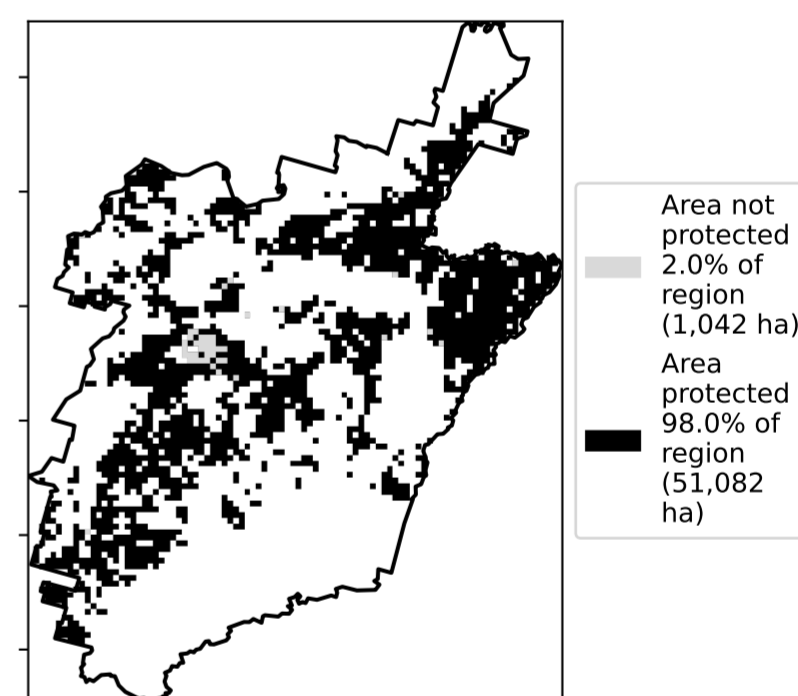 Area not
protected
2.0% of
region
(1,042 ha)
Area
protected
98.0% of
region
(51,082
ha)